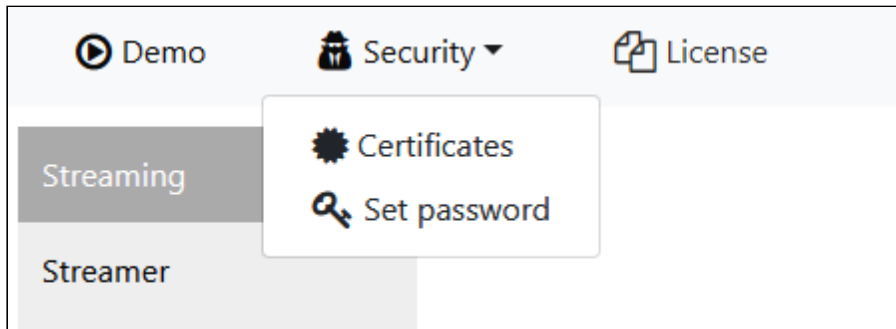 Demo Security License
Certificates
Streaming
Set password
Streamer